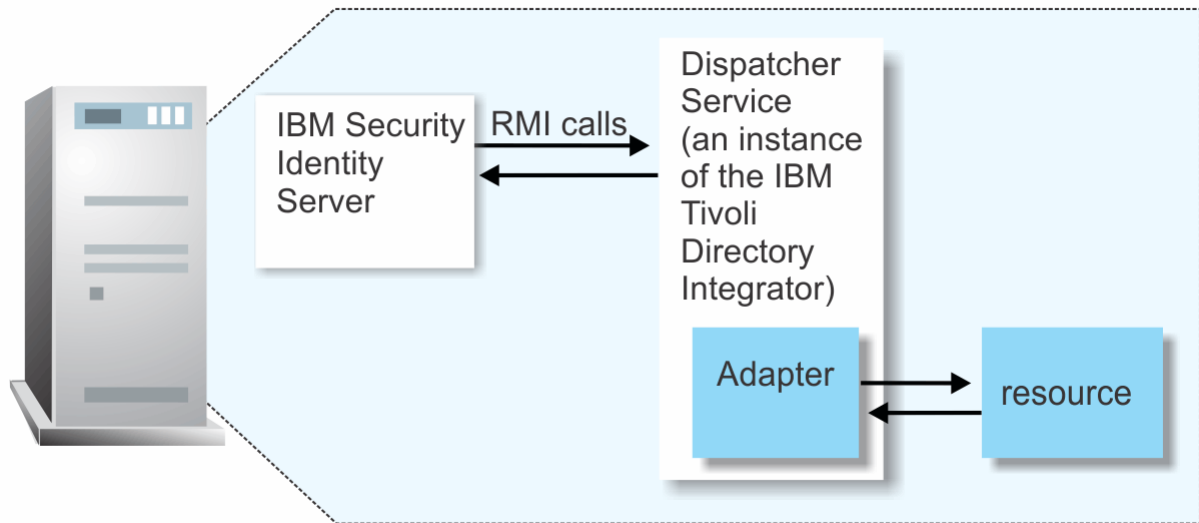 IBM Security
Identity
Server
RMI calls
Dispatcher
Service
(an instance
of the IBM
Tivoli
Directory
Integrator)
Adapter
resource